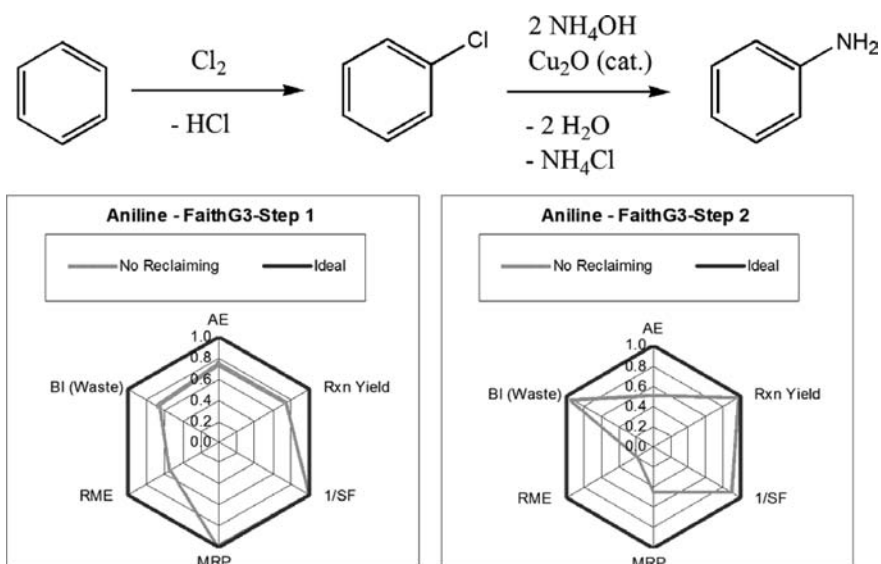 Cl₂
- HCl
Cl
2 NH₄OH
Cu₂O (cat.)
- 2 H₂O
- NH₄Cl
NH₂
Aniline - FaithG3-Step 1
No Reclaiming Ideal
AE
1.0
0.8
0.6
0.4
0.2
0.0
BI (Waste) Rxn Yield
RME 1/SF
MRP
Aniline - FaithG3-Step 2
No Reclaiming Ideal
AE
1.0
0.8
0.6
0.4
0.2
0.0
BI (Waste) Rxn Yield
RME 1/SF
MRP